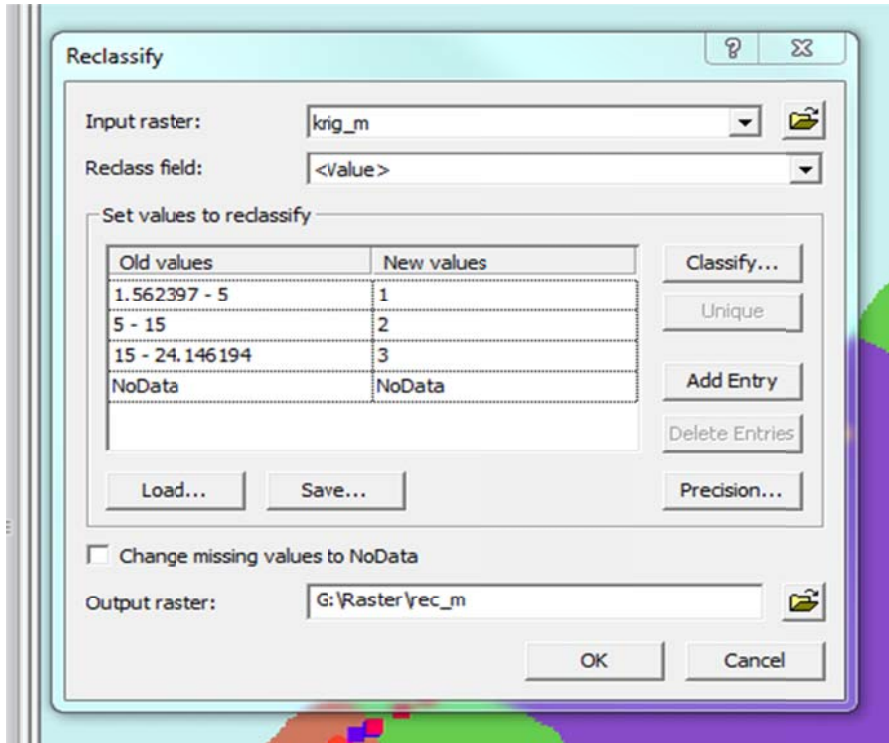 Reclassify
Input raster: krig_m
Reclass field: <Value>
Set values to reclassify
Old values New values
1.562397 - 5 1
5 - 15 2
15 - 24.146194 3
NoData NoData
Classify...
Unique
Add Entry
Delete Entries
Load... Save... Precision...
Change missing values to NoData
Output raster: G:\Raster\rec_m
OK Cancel